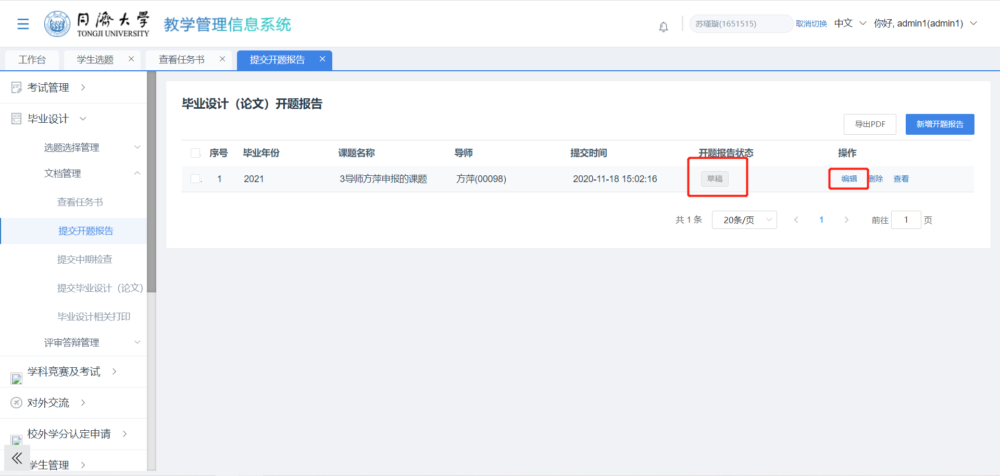 同濟大學
TONGJI UNIVERSITY
教学管理信息系统
苏瑾璇(1651515)
取消切换
中文
你好, admin1(admin1)
工作台
学生选题
查看任务书
提交开题报告
考试管理
毕业设计
选题选择管理
文档管理
查看任务书
提交开题报告
提交中期检查
提交毕业设计（论文）
毕业设计相关打印
评审答辩管理
学科竞赛及考试
对外交流
校外学分认定申请
学生管理
毕业设计（论文）开题报告
导出PDF
新增开题报告
序号 毕业年份 课题名称 导师 提交时间 开题报告状态 操作
1 2021 3导师方萍申报的课题 方萍(00098) 2020-11-18 15:02:16 草稿 编辑 删除 查看
共 1 条 20条/页 1 前往 1 页